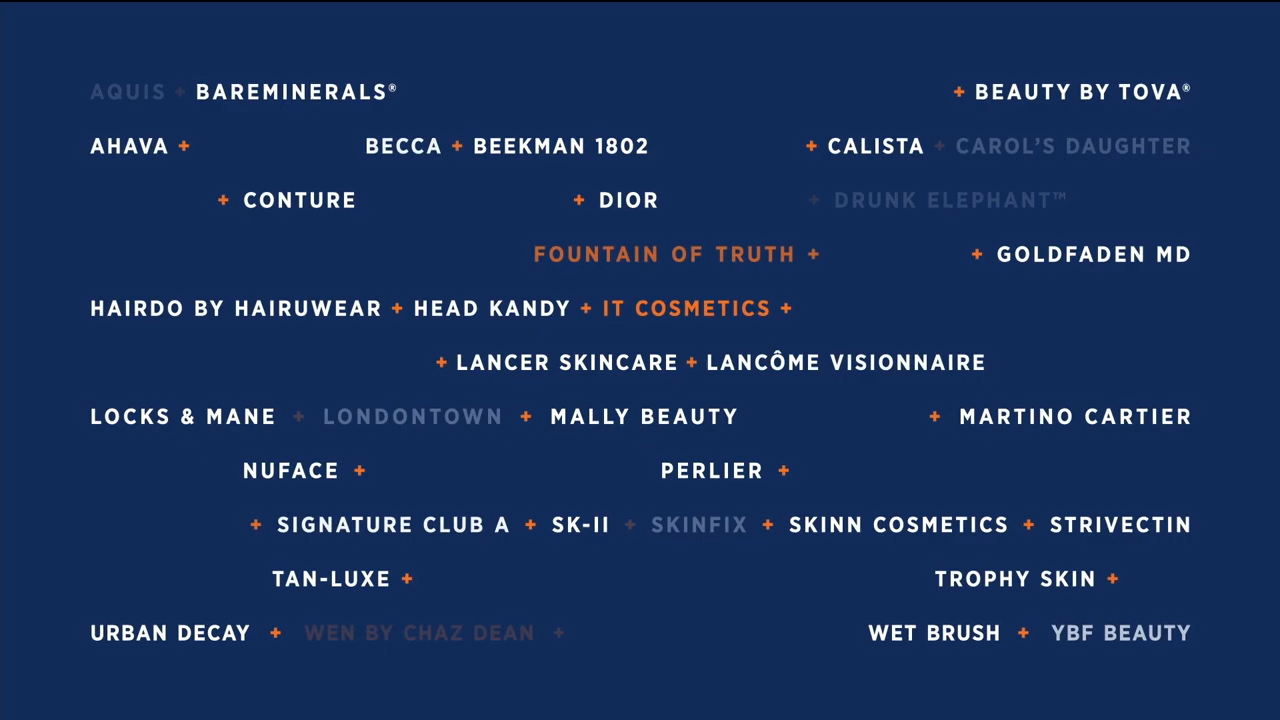 AQUIS + BAREMINERALS® + BEAUTY BY TOVA®
AHAVA + BECCA + BEEKMAN 1802 + CALISTA + CAROL'S DAUGHTER
+ CONTURE + DIOR + DRUNK ELEPHANT™
FOUNTAIN OF TRUTH + + GOLDFADEN MD
HAIRDO BY HAIRUWEAR + HEAD KANDY + IT COSMETICS +
+ LANCER SKINCARE + LANCÔME VISIONNAIRE
LOCKS & MANE + LONDONTOWN + MALLY BEAUTY + MARTINO CARTIER
NUFACE + PERLIER +
+ SIGNATURE CLUB A + SK-II + SKINFIX + SKINN COSMETICS + STRIVECTIN
TAN-LUXE + TROPHY SKIN +
URBAN DECAY + WEN BY CHAZ DEAN + WET BRUSH + YBF BEAUTY